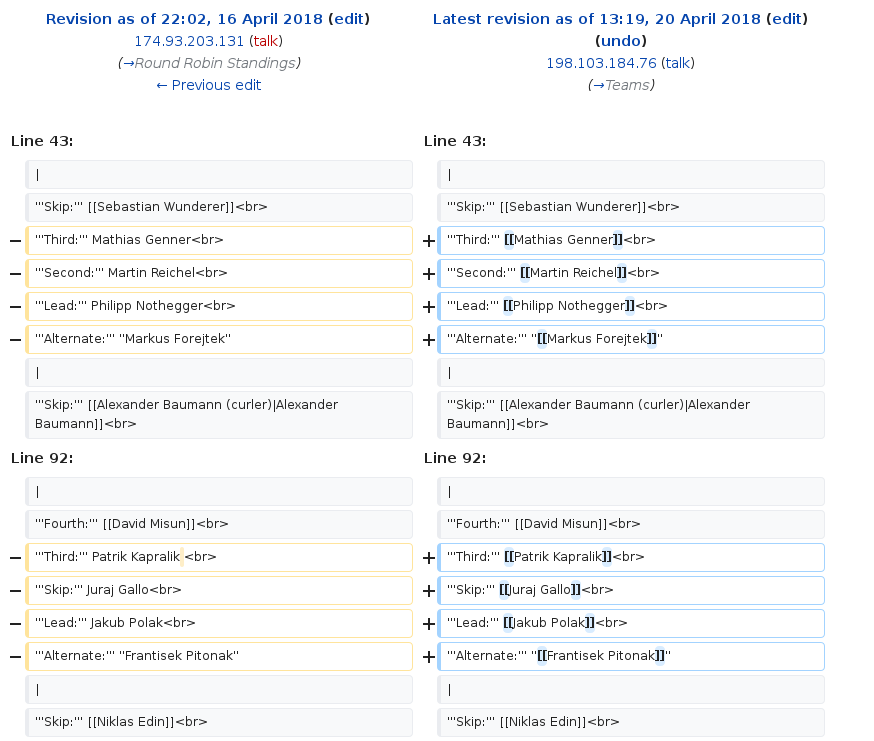 Revision as of 22:02, 16 April 2018 (edit)
174.93.203.131 (talk)
(→Round Robin Standings)
← Previous edit
Latest revision as of 13:19, 20 April 2018 (edit)
(undo)
198.103.184.76 (talk)
(→Teams)
Line 43:
Line 43:
|
|
'''Skip:''' [[Sebastian Wunderer]]<br>
'''Skip:''' [[Sebastian Wunderer]]<br>
− '''Third:''' Mathias Genner<br>
+ '''Third:''' [[Mathias Genner]]<br>
− '''Second:''' Martin Reichel<br>
+ '''Second:''' [[Martin Reichel]]<br>
− '''Lead:''' Philipp Nothegger<br>
+ '''Lead:''' [[Philipp Nothegger]]<br>
− '''Alternate:''' ''Markus Forejtek''
+ '''Alternate:''' ''[[Markus Forejtek]]''
|
|
'''Skip:''' [[Alexander Baumann (curler)|Alexander
Baumann]]<br>
'''Skip:''' [[Alexander Baumann (curler)|Alexander
Baumann]]<br>
Line 92:
Line 92:
|
|
'''Fourth:''' [[David Misun]]<br>
'''Fourth:''' [[David Misun]]<br>
− '''Third:''' Patrik Kapralik <br>
+ '''Third:''' [[Patrik Kapralik]]<br>
− '''Skip:''' Juraj Gallo<br>
+ '''Skip:''' [[Juraj Gallo]]<br>
− '''Lead:''' Jakub Polak<br>
+ '''Lead:''' [[Jakub Polak]]<br>
− '''Alternate:''' ''Frantisek Pitonak''
+ '''Alternate:''' ''[[Frantisek Pitonak]]''
|
|
'''Skip:''' [[Niklas Edin]]<br>
'''Skip:''' [[Niklas Edin]]<br>